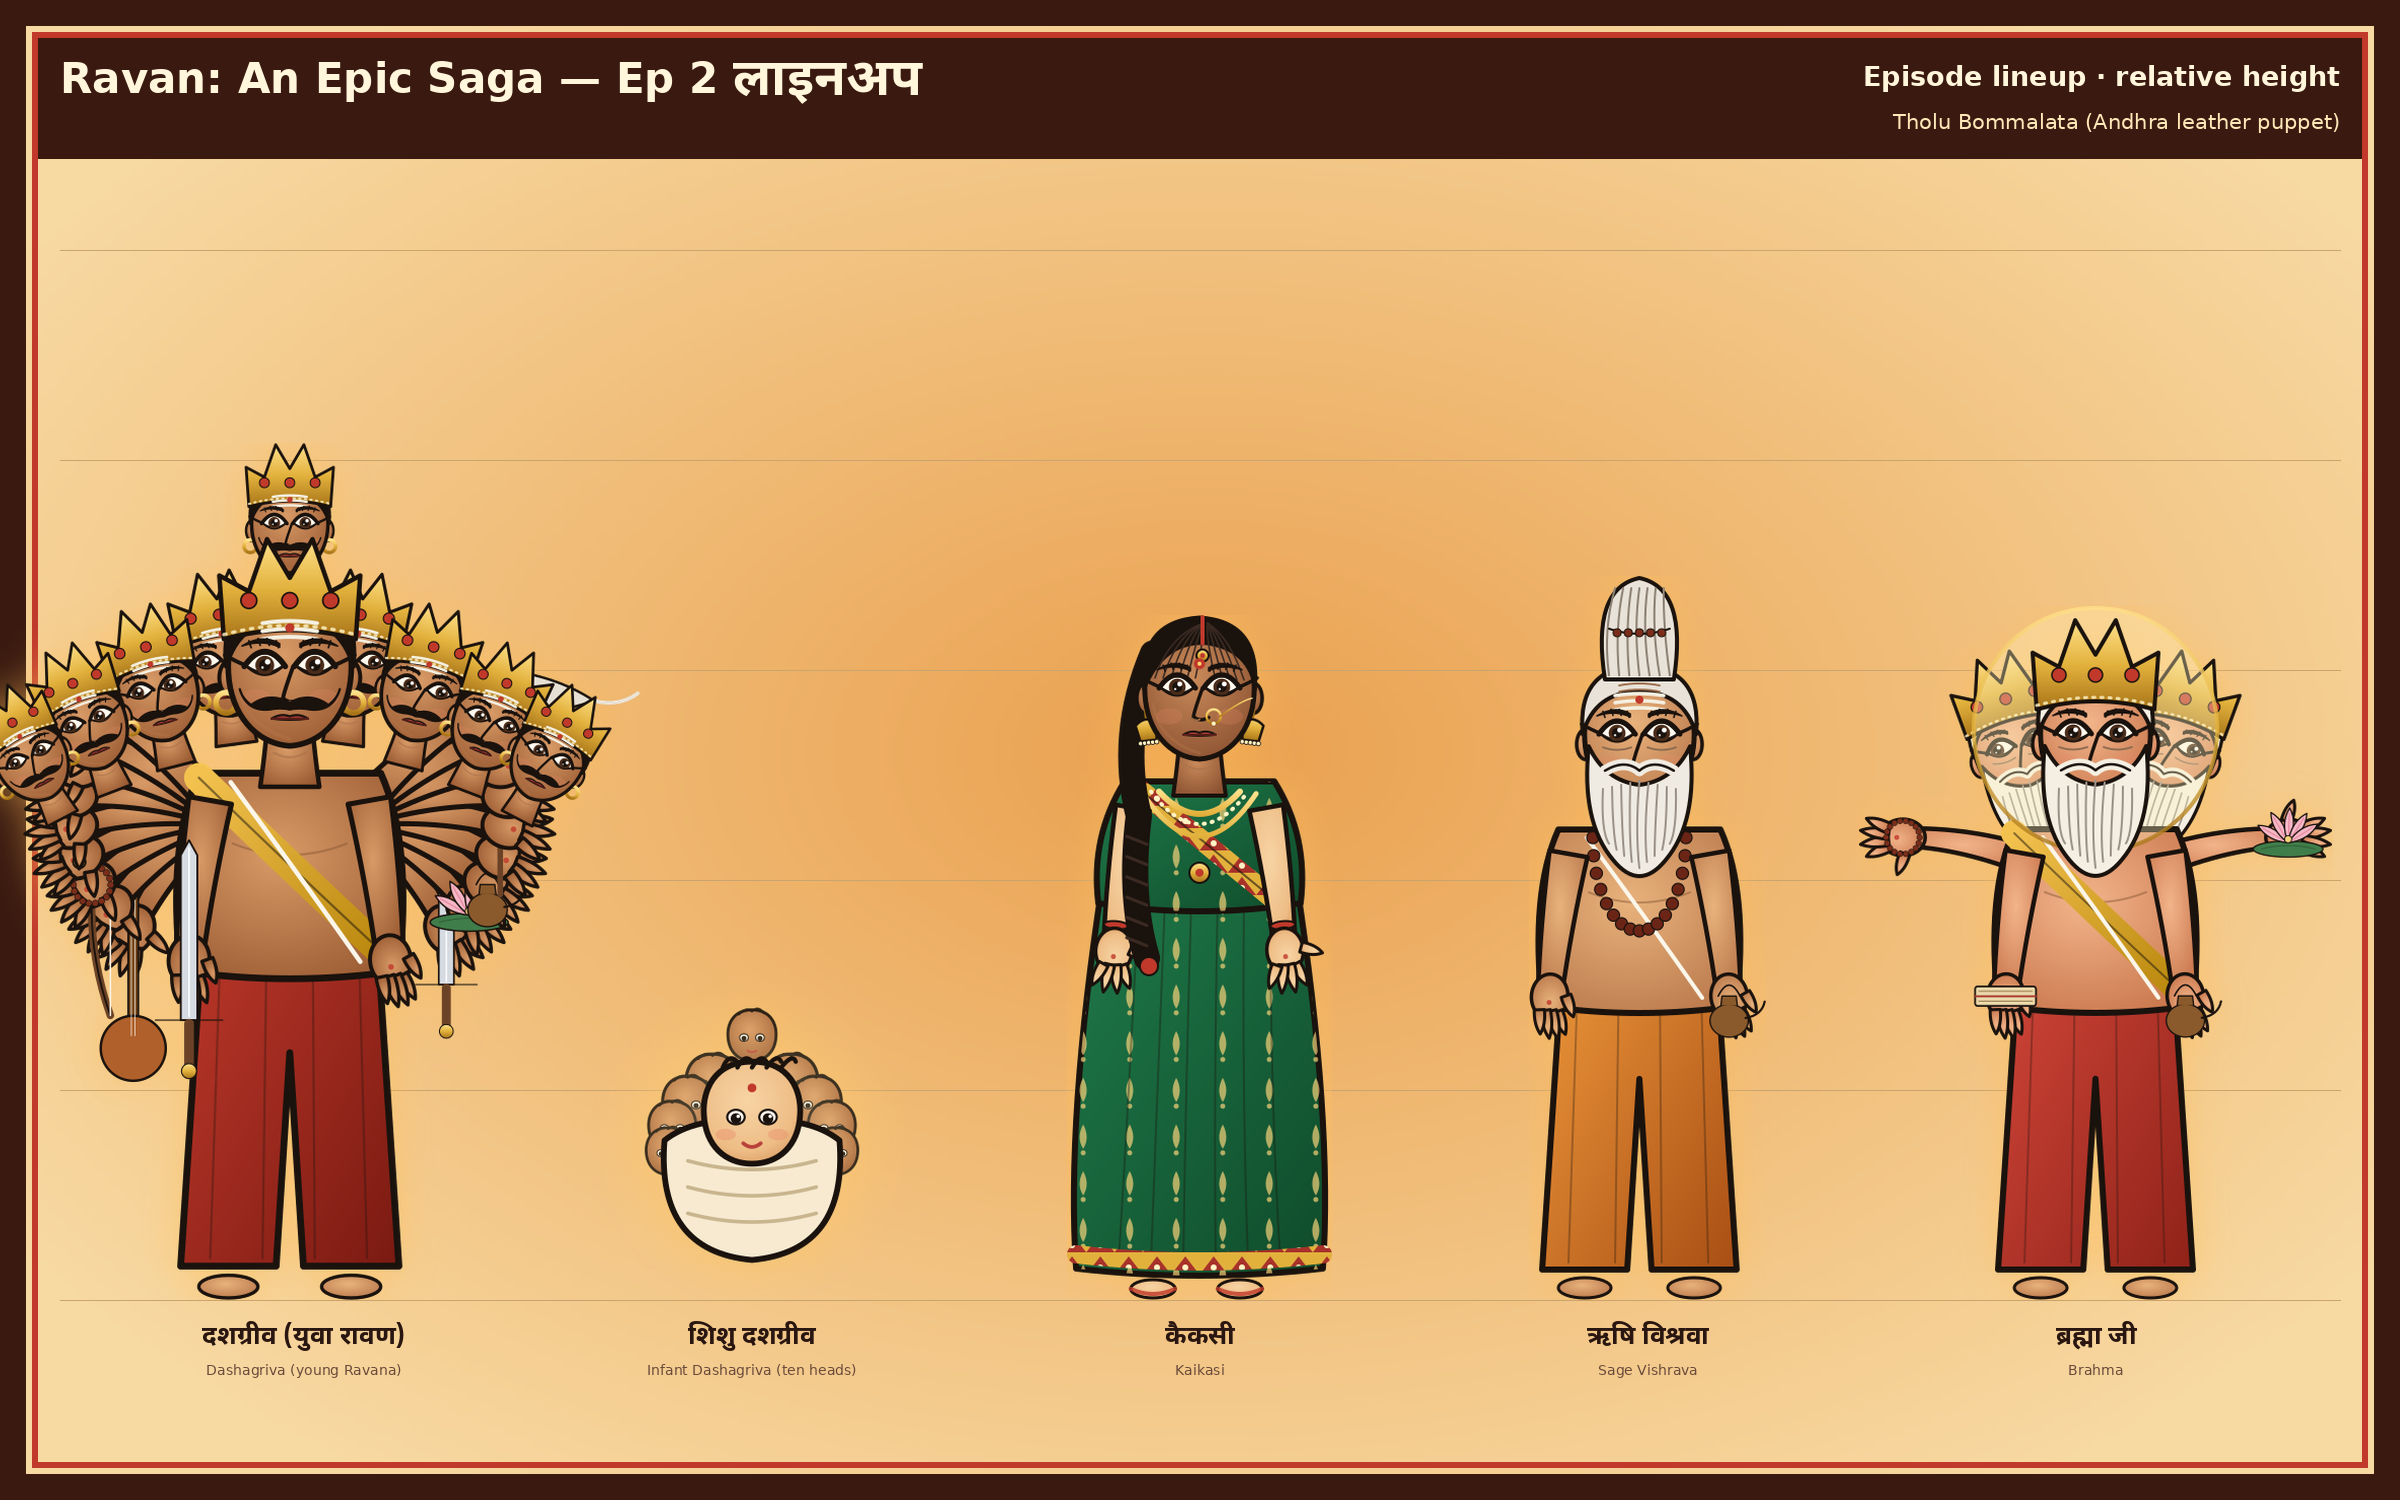 Ravan: An Epic Saga — Ep 2 लाइनअप
Episode lineup · relative height
Tholu Bommalata (Andhra leather puppet)
दशग्रीव (युवा रावण)
Dashagriva (young Ravana)
शिशु दशग्रीव
Infant Dashagriva (ten heads)
कैकसी
Kaikasi
ऋषि विश्रवा
Sage Vishrava
ब्रह्मा जी
Brahma